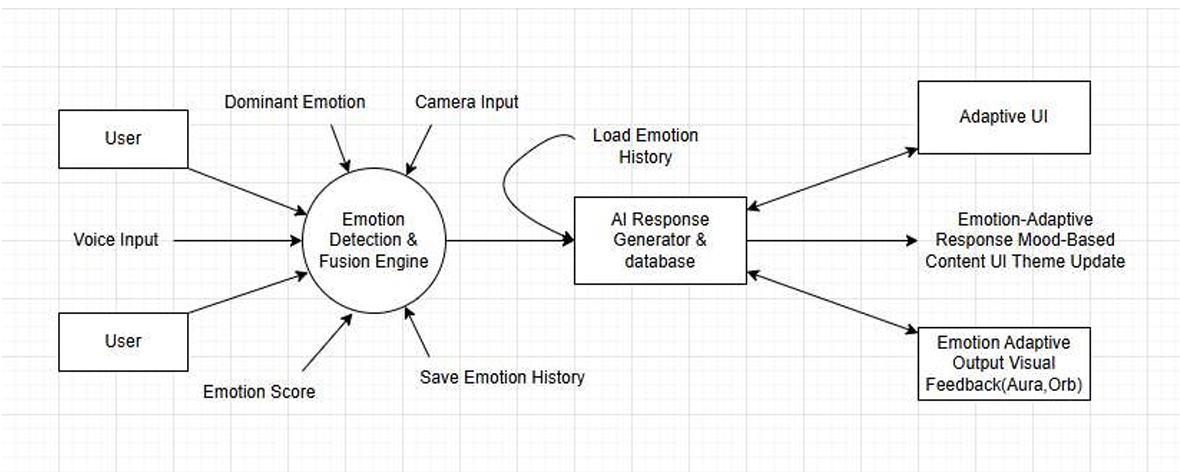 User
Dominant Emotion
Camera Input
Voice Input
Emotion
Detection &
Fusion Engine
User
Emotion Score
Save Emotion History
Load Emotion
History
AI Response
Generator &
database
Adaptive UI
Emotion-Adaptive
Response Mood-Based
Content UI Theme Update
Emotion Adaptive
Output Visual
Feedback(Aura,Orb)